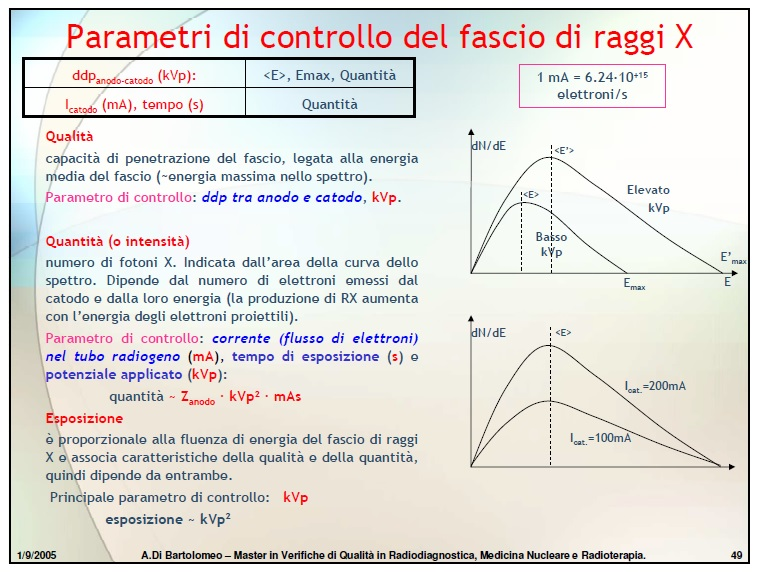 Parametri di controllo del fascio di raggi X
ddpanodo-catodo (kVp): <E>, Emax, Quantità
Icatodo (mA), tempo (s) Quantità
1 mA = 6.24·10+15
elettroni/s
Qualità
capacità di penetrazione del fascio, legata alla energia
media del fascio (~energia massima nello spettro).
Parametro di controllo: ddp tra anodo e catodo, kVp.
Quantità (o intensità)
numero di fotoni X. Indicata dall'area della curva dello
spettro. Dipende dal numero di elettroni emessi dal
catodo e dalla loro energia (la produzione di RX aumenta
con l'energia degli elettroni proiettili).
Parametro di controllo: corrente (flusso di elettroni)
nel tubo radiogeno (mA), tempo di esposizione (s) e
potenziale applicato (kVp):
quantità ~ Zanodo · kVp² · mAs
Esposizione
è proporzionale alla fluenza di energia del fascio di raggi
X e associa caratteristiche della qualità e della quantità,
quindi dipende da entrambe.
Principale parametro di controllo: kVp
esposizione ~ kVp²
dN/dE
<E'>
<E>
Elevato
kVp
Basso
kVp
E'max
Emax
E
dN/dE
<E>
Icat.=200mA
Icat.=100mA
1/9/2005 A.Di Bartolomeo – Master in Verifiche di Qualità in Radiodiagnostica, Medicina Nucleare e Radioterapia. 49